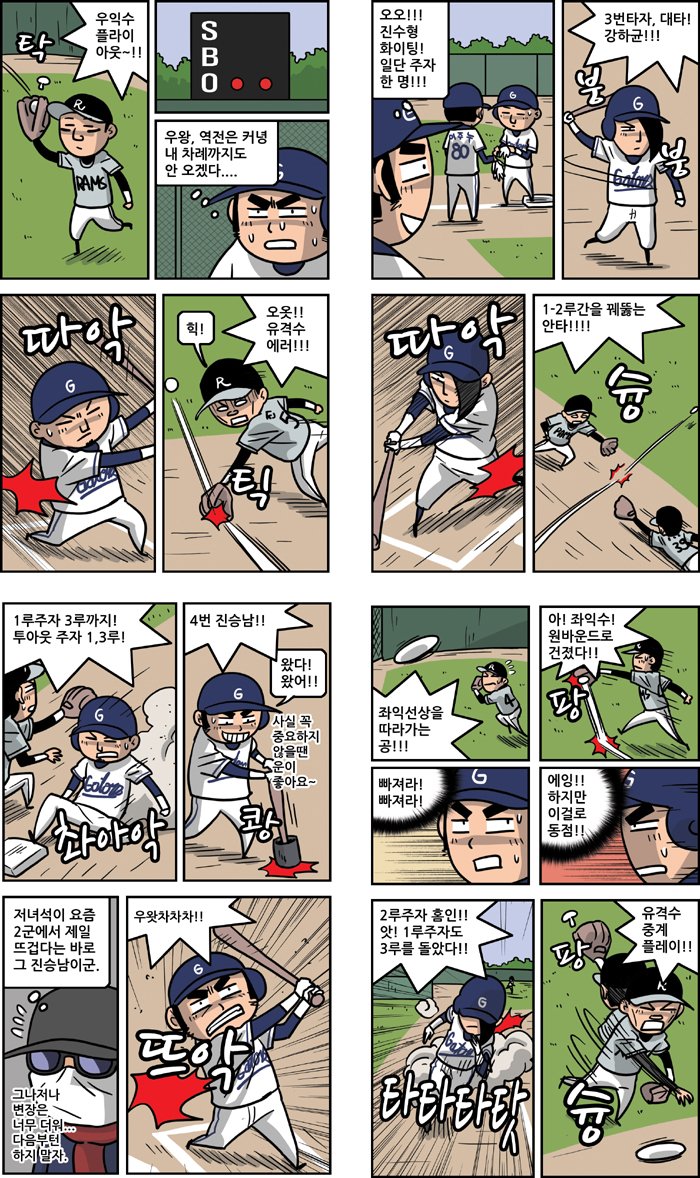 탁
우익수
플라이
아웃~!!
R
RAMS
S
B
O
우왕, 역전은 커녕
내 차례까지도
안 오겠다....
G
따악
G
힉!
오옷!!
유격수
에러!!!
R
틱
오오!!!
진수형
화이팅!
일단 주자
한 명!!!
80
G
3번타자, 대타!
강하균!!!
붕
붕
G
따악
G
1-2루간을 꿰뚫는
안타!!!!
슝
1루주자 3루까지!
투아웃 주자 1,3루!
G
촤아악
4번 진승남!!
왔다!
왔어!!
사실 꼭
중요하지
않을땐
운이
좋아요~
G
쾅
저녀석이 요즘
2군에서 제일
뜨겁다는 바로
그 진승남이군.
그나저나
변장은
너무 더워...
다음부턴
하지 말자.
우왓차차차!!
G
뜨악
좌익선상을
따라가는
공!!!
4
아! 좌익수!
원바운드로
건졌다!!
팡
빠져라!
빠져라!
G
에잉!!
하지만
이걸로
동점!!
G
2루주자 홈인!!
앗! 1루주자도
3루를 돌았다!!
G
타타타탓
유격수
중계
플레이!!
팡
슝